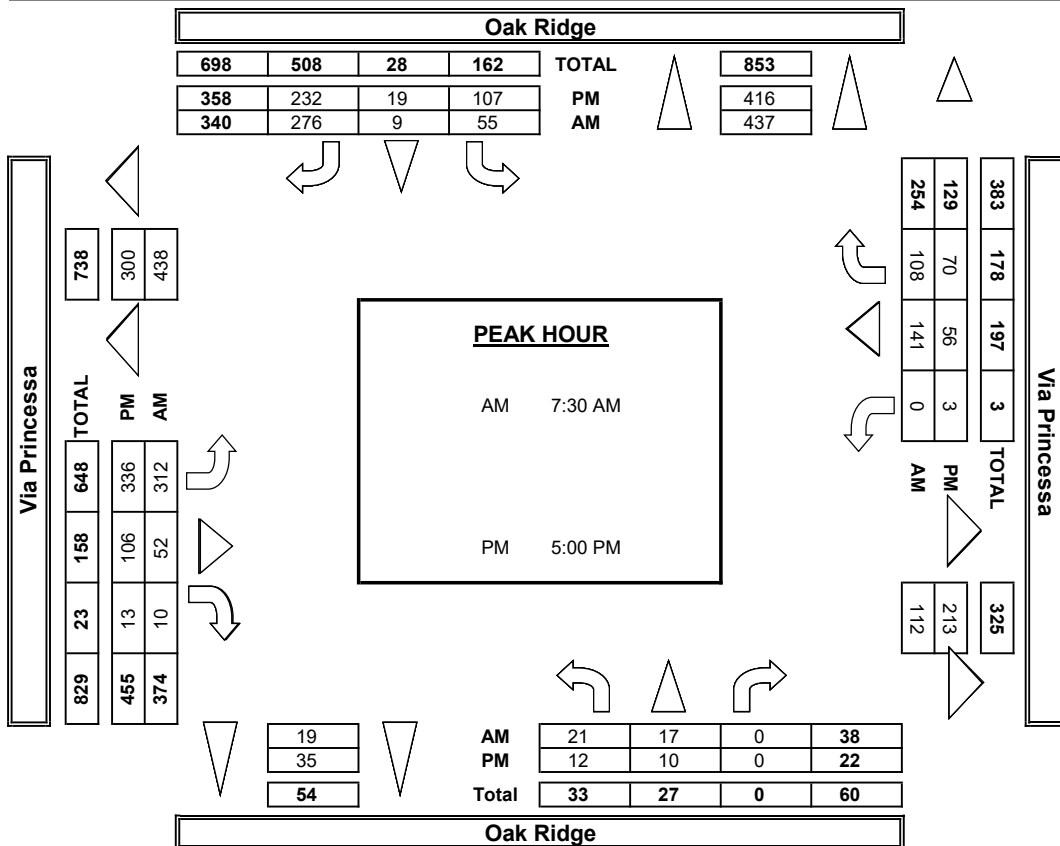 Oak Ridge
698 508 28 162 TOTAL 853
358 232 19 107 PM 416
340 276 9 55 AM 437
Via Princessa
738
300
438
TOTAL
PM
AM
648 158 23 829
336 106 13 455
312 52 10 374
PEAK HOUR
AM 7:30 AM
PM 5:00 PM
383 178 197 3 TOTAL
129 70 56 3 PM
254 108 141 0 AM
325
213
112
Via Princessa
19 AM 21 17 0 38
35 PM 12 10 0 22
54 Total 33 27 0 60
Oak Ridge